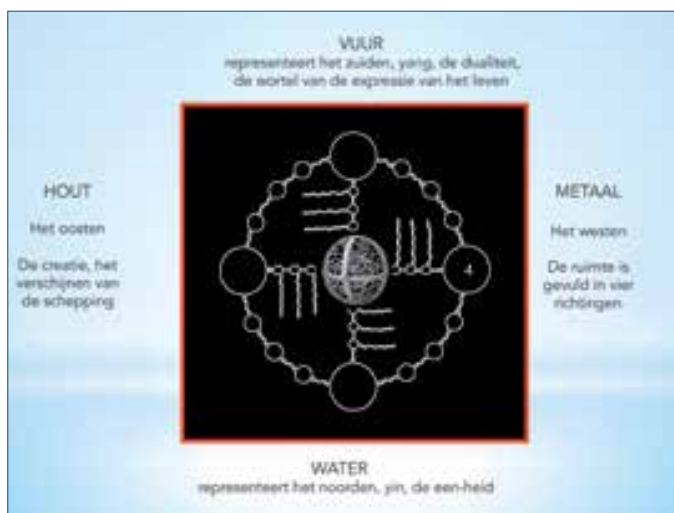 VUUR
representeert het zuiden, yang, de dualiteit,
de wortel van de expressie van het leven
HOUT
Het oosten
De creatie, het
verschijnen van
de schepping
4
METAAL
Het westen
De ruimte is
gevuld in vier
richtingen
WATER
representeert het noorden, yin, de een-heid